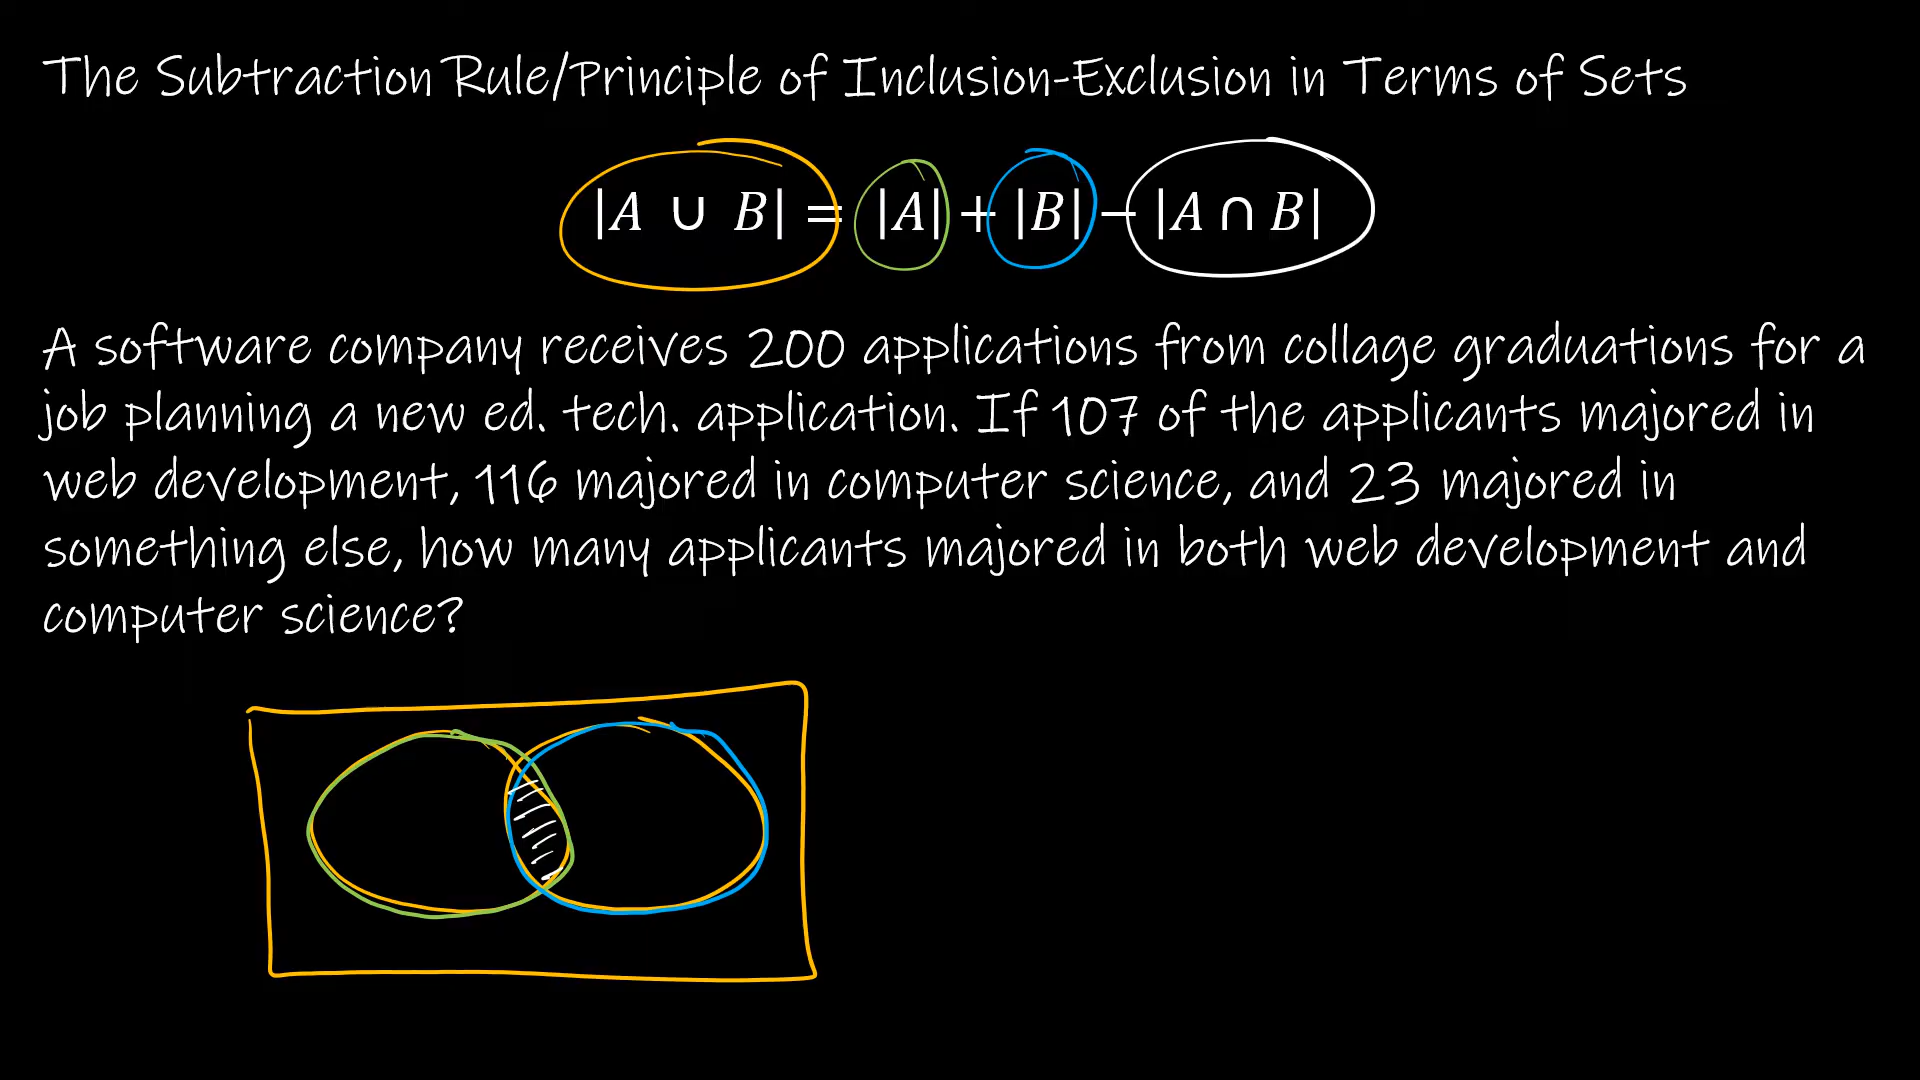 The Subtraction Rule/Principle of Inclusion-Exclusion in Terms of Sets
|A ∪ B| = |A| + |B| − |A ∩ B|
A software company receives 200 applications from collage graduations for a
job planning a new ed. tech. application. If 107 of the applicants majored in
web development, 116 majored in computer science, and 23 majored in
something else, how many applicants majored in both web development and
computer science?